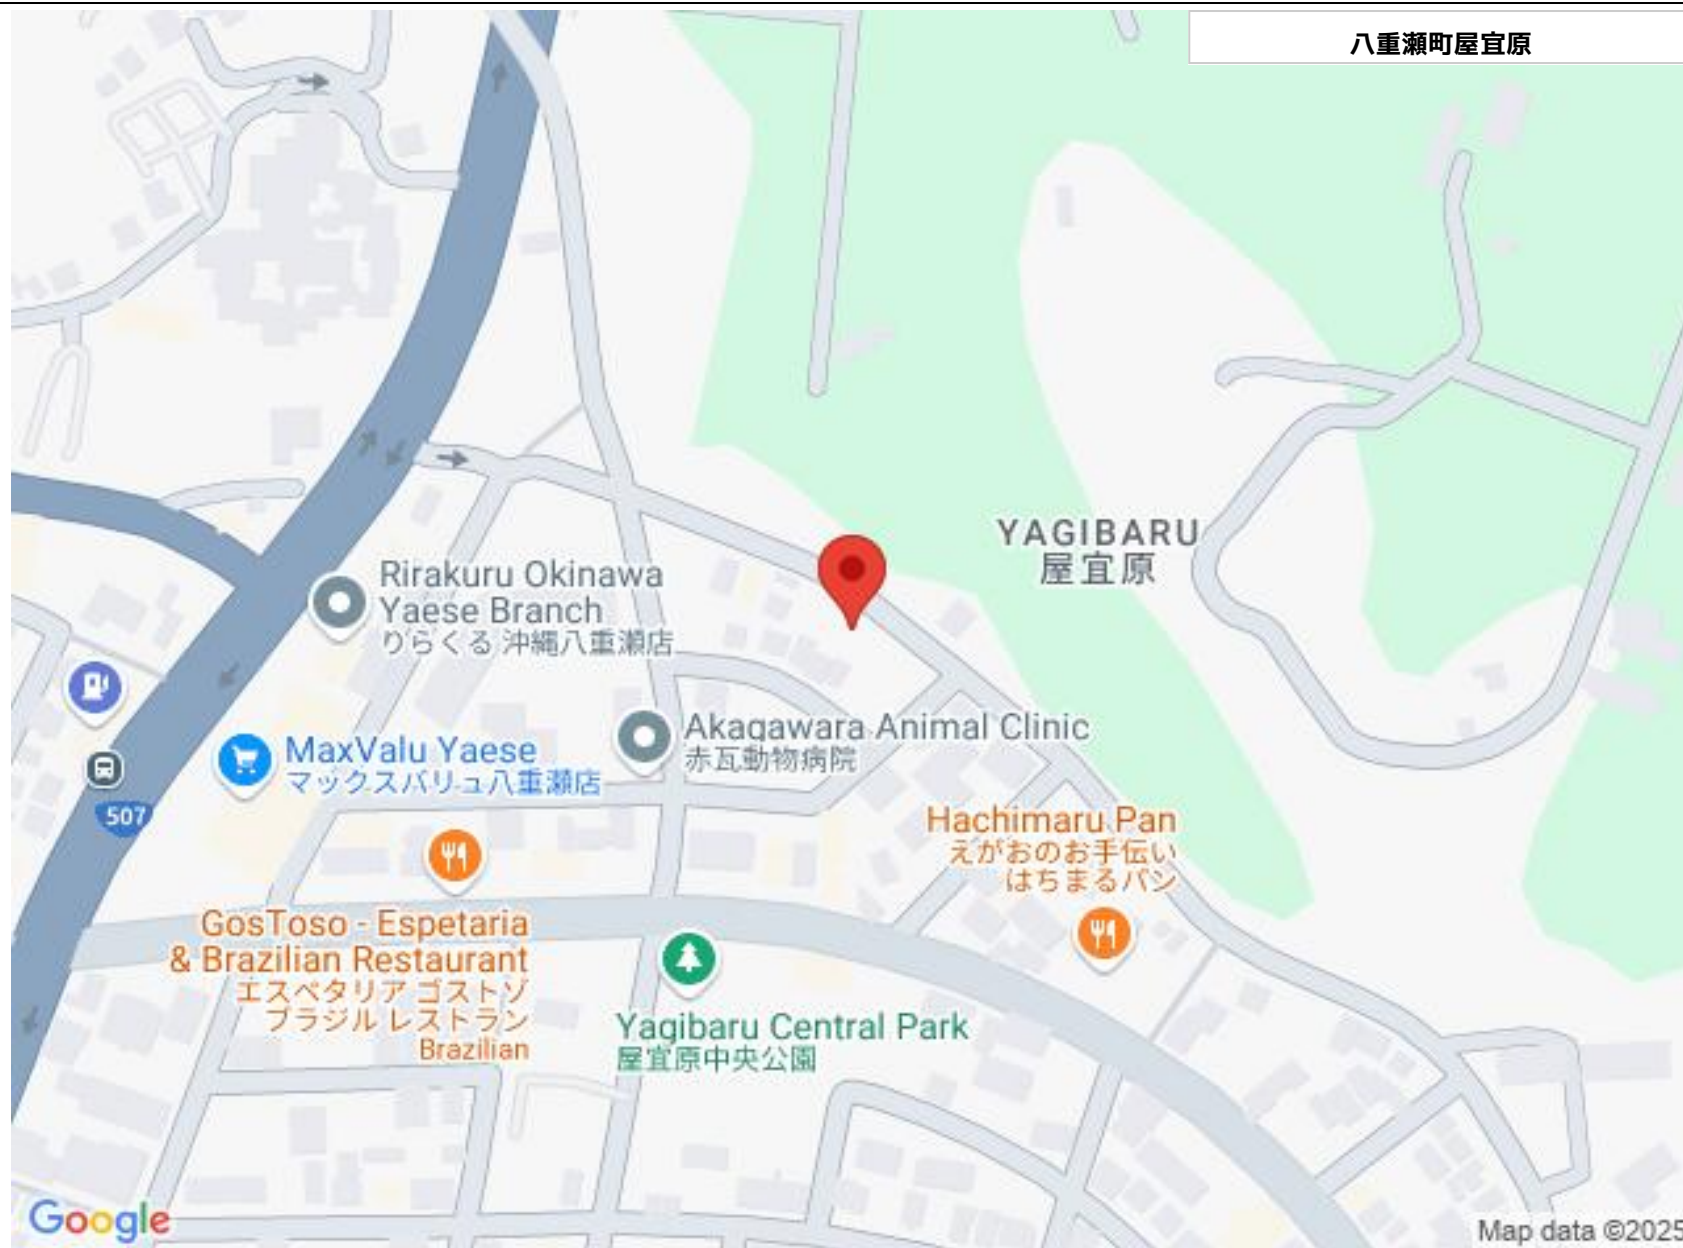 八重瀬町屋宜原
YAGIBARU
屋宜原
Rirakuru Okinawa
Yaese Branch
りらくる 沖縄八重瀬店
MaxValu Yaese
マックスバリュ八重瀬店
Akagawara Animal Clinic
赤瓦動物病院
507
Hachimaru Pan
えがおのお手伝い
はちまるパン
GosToso - Espetaria
& Brazilian Restaurant
エスペタリア ゴストゾ
ブラジル レストラン
Brazilian
Yagibaru Central Park
屋宜原中央公園
Google
Map data ©2025